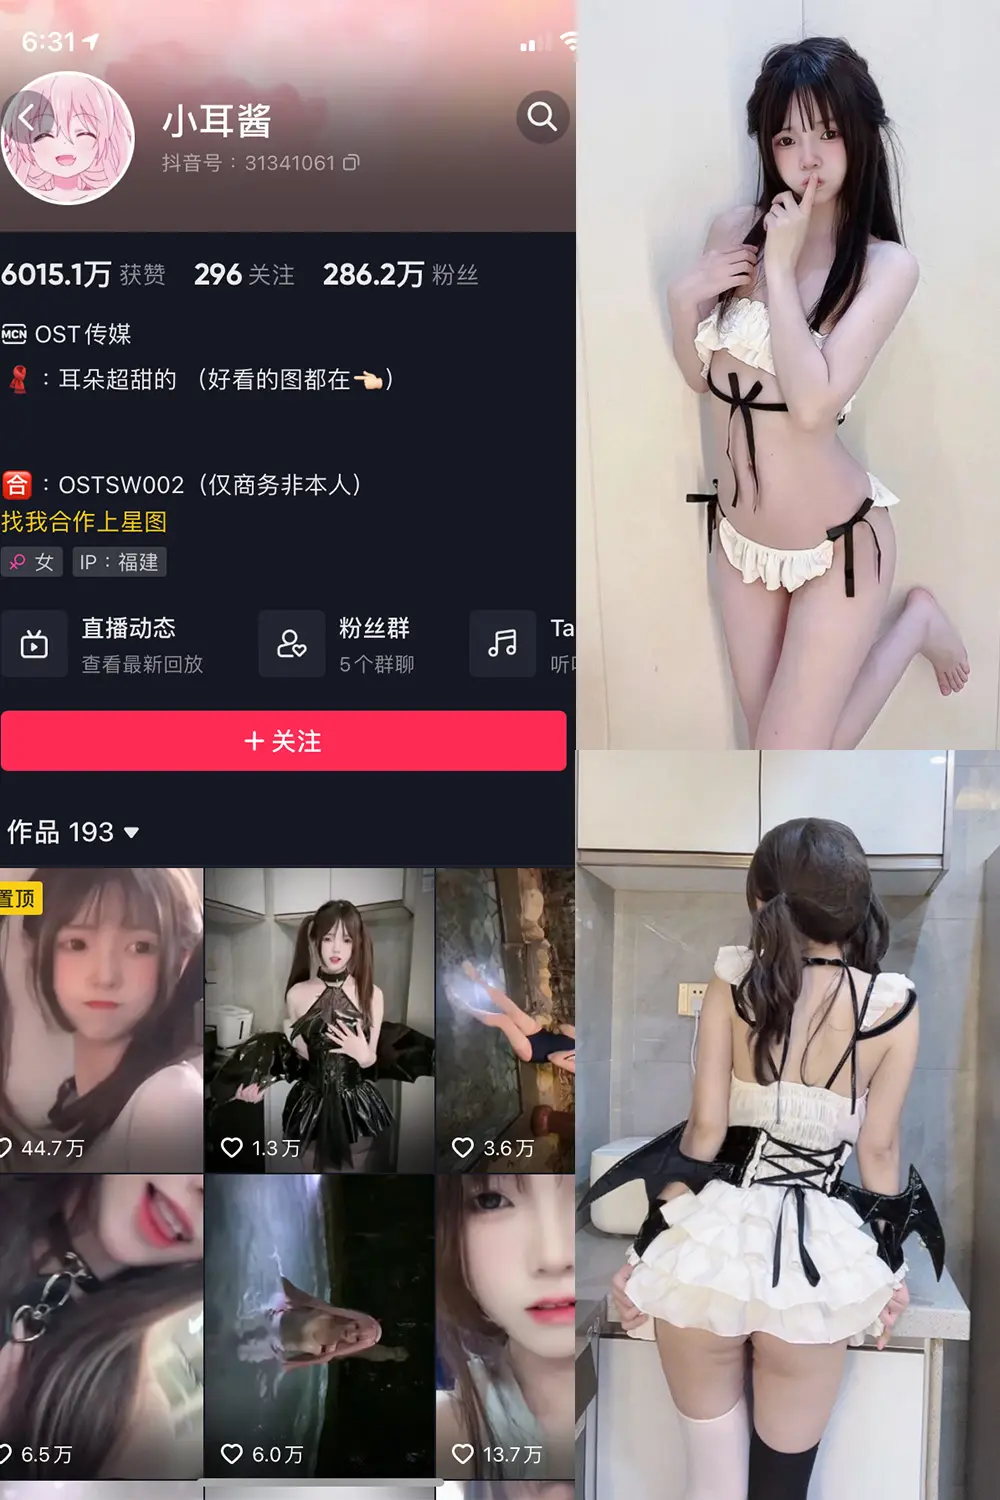 6:31
小耳酱
抖音号：31341061
6015.1万 获赞 296 关注 286.2万 粉丝
MCN OST传媒
：耳朵超甜的 （好看的图都在👈🏻）
合：OSTSW002（仅商务非本人）
找我合作上星图
女 IP：福建
直播动态
查看最新回放
粉丝群
5个群聊
Ta
听
+ 关注
作品 193
置顶
44.7万
1.3万
3.6万
6.5万
6.0万
13.7万